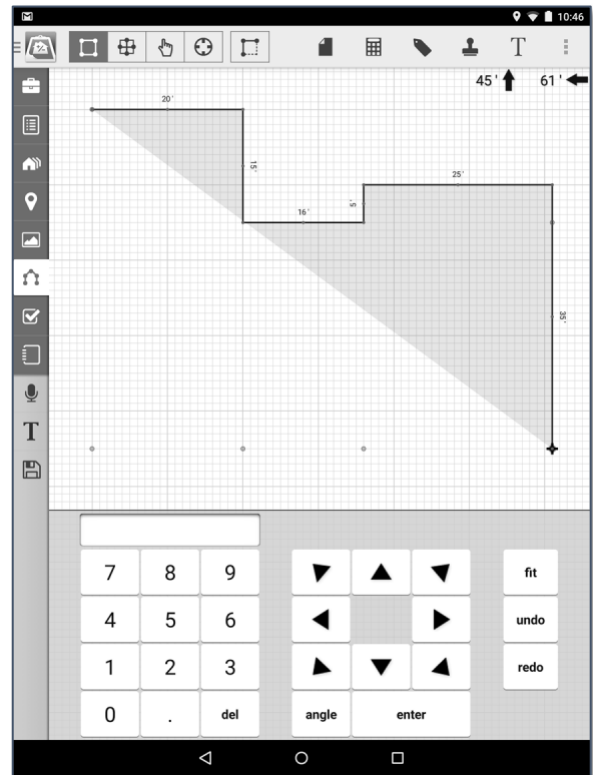 10:46
T
45' 61'
20'
15'
25'
5'
16'
35'
T
7 8 9 fit
4 5 6 undo
1 2 3 redo
0 . del angle enter